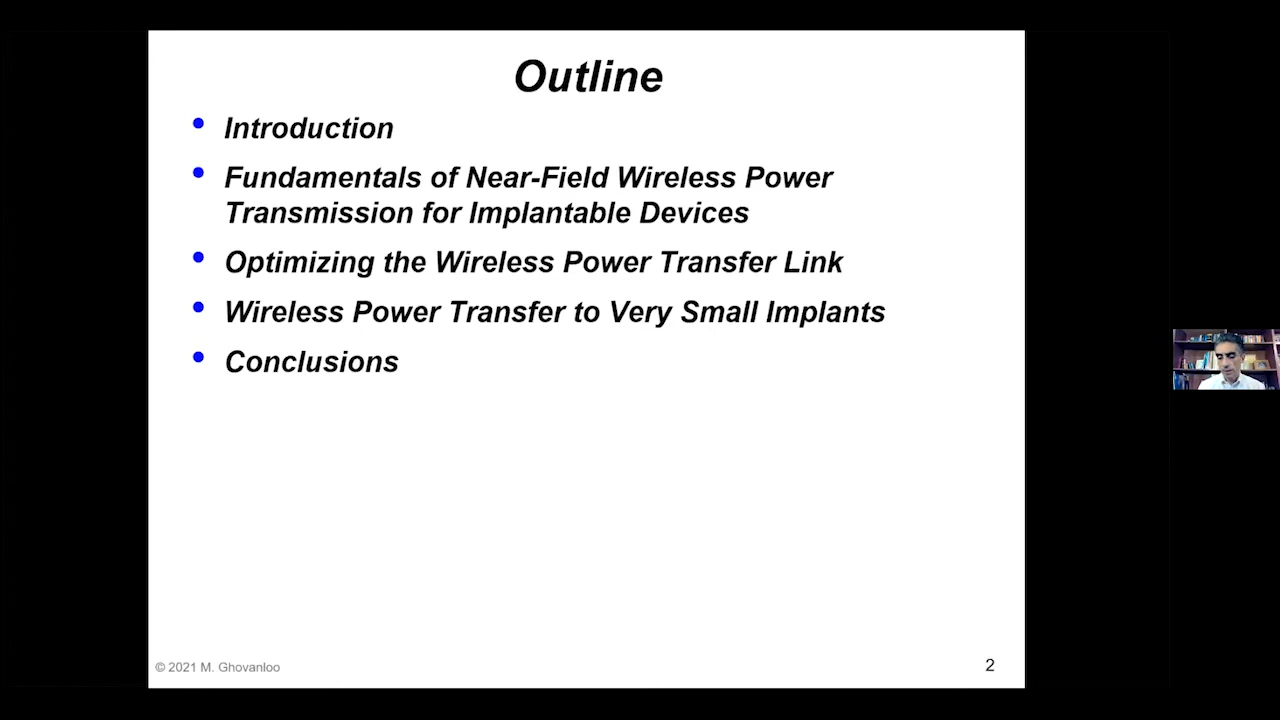 Outline
• Introduction
• Fundamentals of Near-Field Wireless Power
Transmission for Implantable Devices
• Optimizing the Wireless Power Transfer Link
• Wireless Power Transfer to Very Small Implants
• Conclusions
© 2021 M. Ghovanloo
2